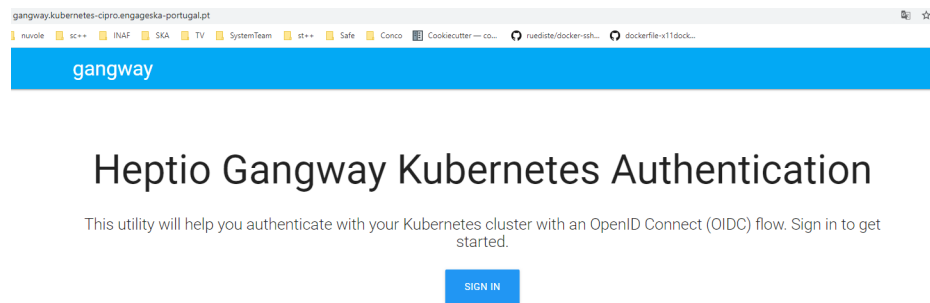 gangway.kubernetes-cipro.engageska-portugal.pt
nuvole sc++ INAF SKA TV SystemTeam st++ Safe Conco Cookiecutter — co... ruediste/docker-ssh... dockerfile-x11dock...
gangway
Heptio Gangway Kubernetes Authentication
This utility will help you authenticate with your Kubernetes cluster with an OpenID Connect (OIDC) flow. Sign in to get
started.
SIGN IN